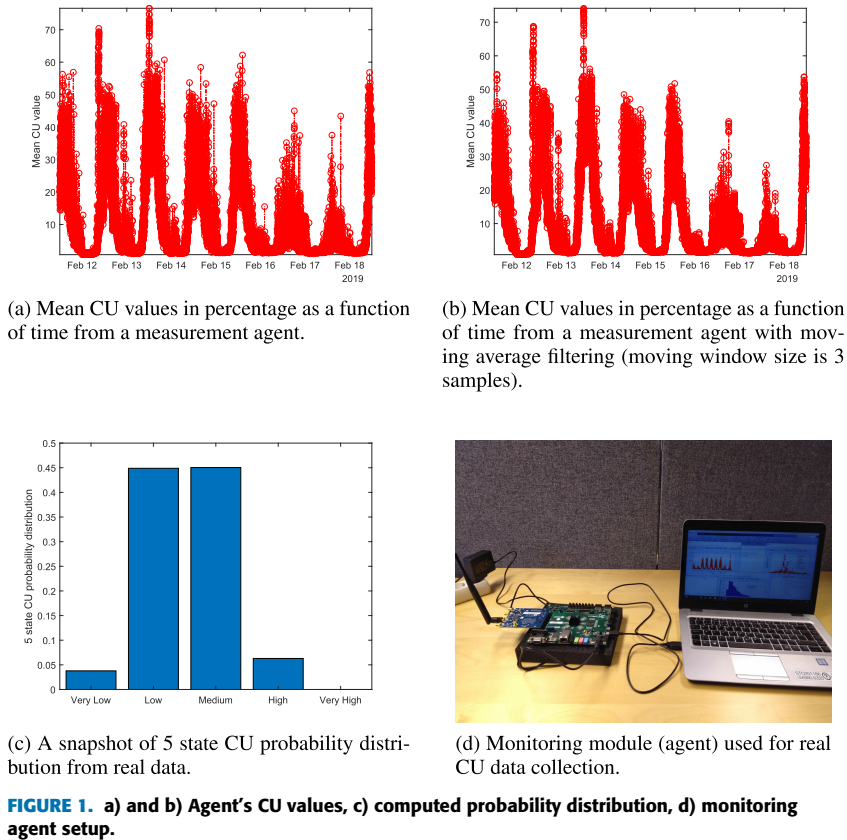 70
60
50
40
30
20
10
Mean CU value
Feb 12 Feb 13 Feb 14 Feb 15 Feb 16 Feb 17 Feb 18
2019
(a) Mean CU values in percentage as a function
of time from a measurement agent.
70
60
50
40
30
20
10
Mean CU value
Feb 12 Feb 13 Feb 14 Feb 15 Feb 16 Feb 17 Feb 18
2019
(b) Mean CU values in percentage as a function
of time from a measurement agent with mov-
ing average filtering (moving window size is 3
samples).
0.5
0.45
0.4
0.35
0.3
0.25
0.2
0.15
0.1
0.05
0
5 state CU probability distribution
Very Low Low Medium High Very High
(c) A snapshot of 5 state CU probability distri-
bution from real data.
(d) Monitoring module (agent) used for real
CU data collection.
FIGURE 1. a) and b) Agent's CU values, c) computed probability distribution, d) monitoring
agent setup.